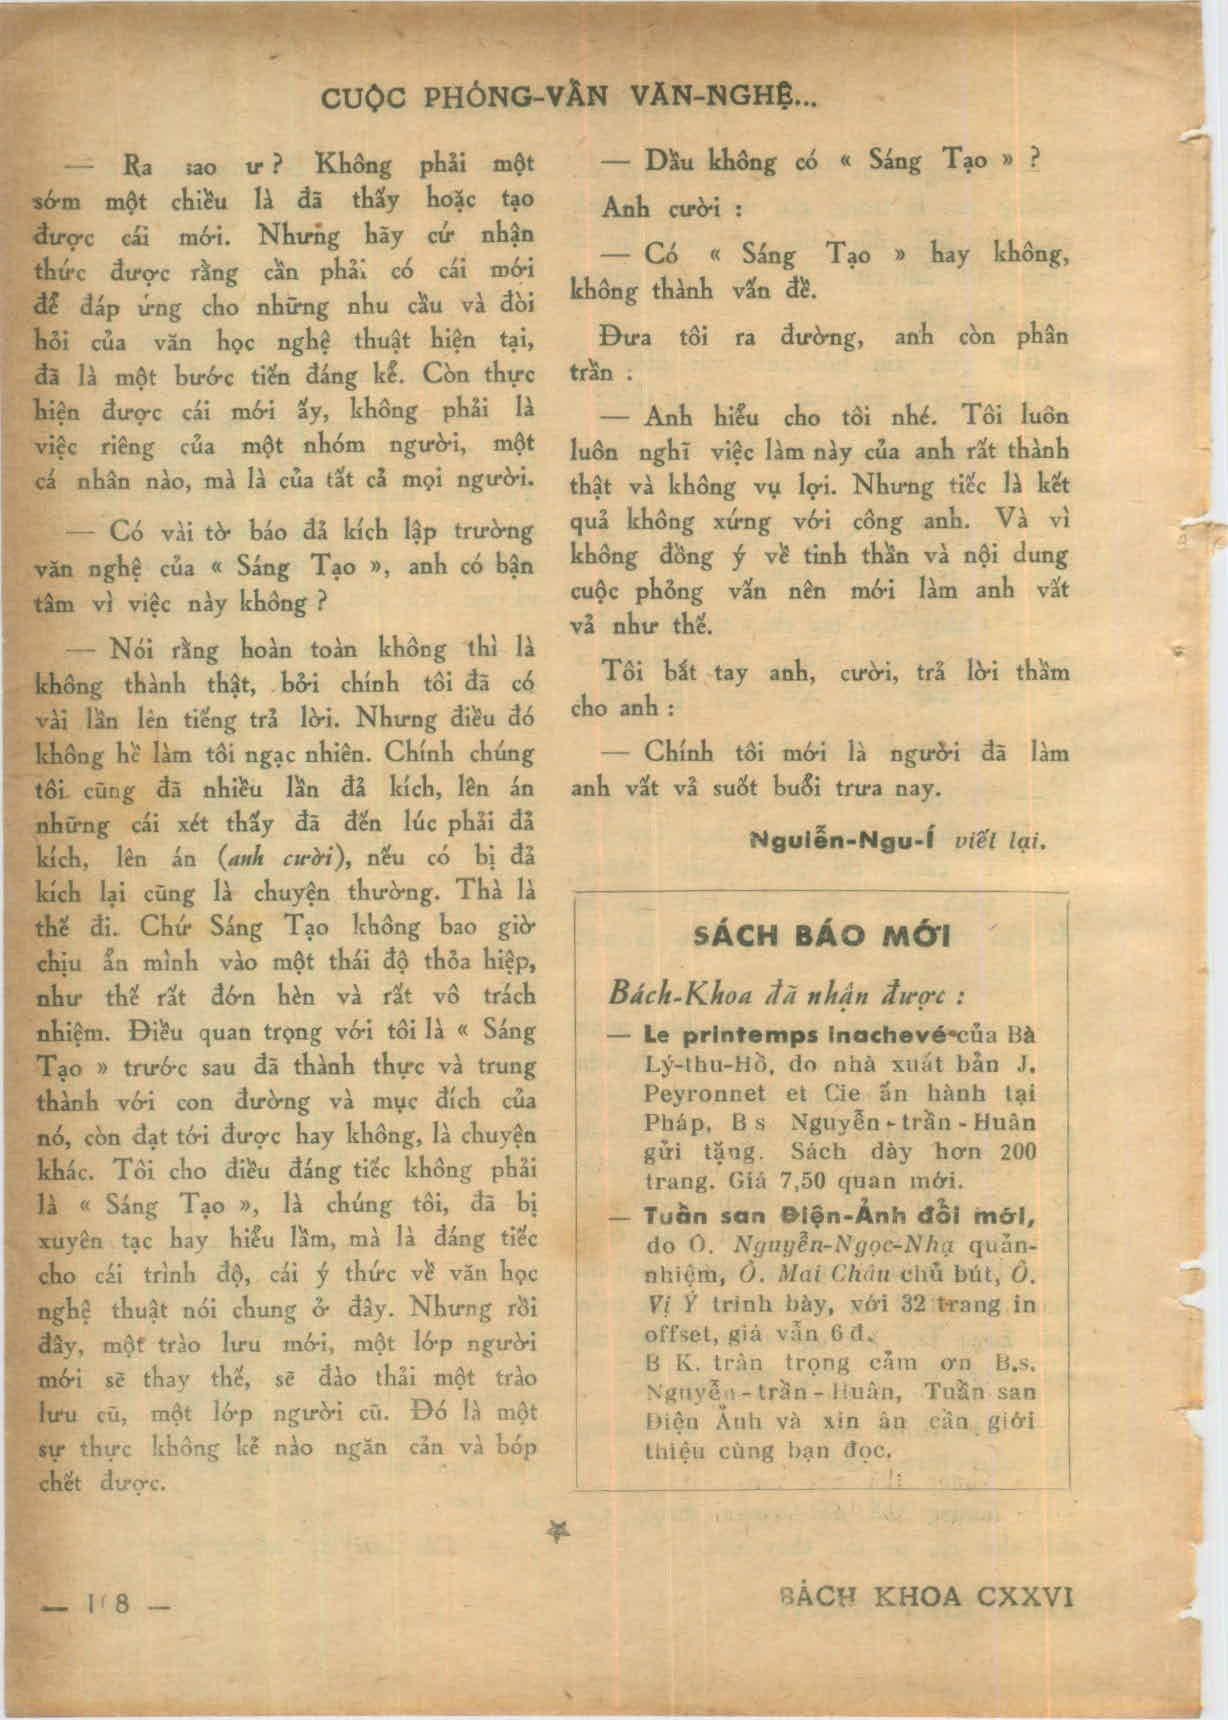 CUỘC PHỎNG-VẤN VĂN-NGHỆ...
— Ra sao ư ? Không phải một
sớm một chiều là đã thấy hoặc tạo
được cái mới. Nhưng hãy cứ nhận
thức được rằng cần phải có cái mới
để đáp ứng cho những nhu cầu và đòi
hỏi của văn học nghệ thuật hiện tại,
đã là một bước tiến đáng kể. Còn thực
hiện được cái mới ấy, không phải là
việc riêng của một nhóm người, một
cá nhân nào, mà là của tất cả mọi người.
— Có vài tờ báo đả kích lập trường
văn nghệ của « Sáng Tạo », anh có bận
tâm vì việc này không ?
— Nói rằng hoàn toàn không thì là
không thành thật, bởi chính tôi đã có
vài lần lên tiếng trả lời. Nhưng điều đó
không hề làm tôi ngạc nhiên. Chính chúng
tôi cũng đã nhiều lần đả kích, lên án
những cái xét thấy đã đến lúc phải đả
kích, lên án (anh cười), nếu có bị đả
kích lại cũng là chuyện thường. Thà là
thế đi. Chứ Sáng Tạo không bao giờ
chịu ẩn mình vào một thái độ thỏa hiệp,
như thế rất đớn hèn và rất vô trách
nhiệm. Điều quan trọng với tôi là « Sáng
Tạo » trước sau đã thành thực và trung
thành với con đường và mục đích của
nó, còn đạt tới được hay không, là chuyện
khác. Tôi cho điều đáng tiếc không phải
là « Sáng Tạo », là chúng tôi, đã bị
xuyên tạc hay hiểu lầm, mà là đáng tiếc
cho cái trình độ, cái ý thức về văn học
nghệ thuật nói chung ở đây. Nhưng rồi
đây, một trào lưu mới, một lớp người
mới sẽ thay thế, sẽ đào thải một trào
lưu cũ, một lớp người cũ. Đó là một
sự thực không kẻ nào ngăn cản và bóp
chết được.
— Dầu không có « Sáng Tạo » ?
Anh cười :
— Có « Sáng Tạo » hay không,
không thành vấn đề.
Đưa tôi ra đường, anh còn phân
trần :
— Anh hiểu cho tôi nhé. Tôi luôn
luôn nghĩ việc làm này của anh rất thành
thật và không vụ lợi. Nhưng tiếc là kết
quả không xứng với công anh. Và vì
không đồng ý về tinh thần và nội dung
cuộc phỏng vấn nên mới làm anh vất
vả như thế.
Tôi bắt tay anh, cười, trả lời thầm
cho anh :
— Chính tôi mới là người đã làm
anh vất vả suốt buổi trưa nay.
Nguiễn-Ngu-Í viết lại.
SÁCH BÁO MỚI
Bách-Khoa đã nhận được :
— Le printemps inachevé của Bà
Lý-thu-Hồ, do nhà xuất bản J.
Peyronnet et Cie ấn hành tại
Pháp, B s Nguyễn-trần-Huân
gửi tặng. Sách dày hơn 200
trang. Giá 7,50 quan mới.
— Tuần san Điện-Ảnh đổi mới,
do Ô. Nguyễn-Ngọc-Nhạ quản-
nhiệm, Ô. Mai Châu chủ bút, Ô.
Vị Ý trình bày, với 32 trang in
offset, giá vẫn 6 đ.
B K. trân trọng cảm ơn B.s.
Nguyễn-trần-Huân, Tuần san
Điện Ảnh và xin ân cần giới
thiệu cùng bạn đọc.
BÁCH KHOA CXXVI